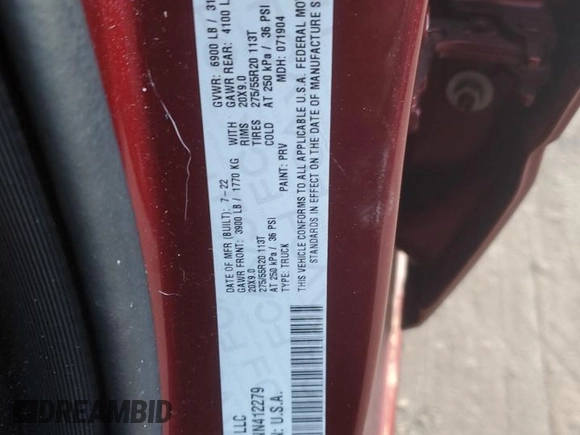 LLC
DATE OF MFR (BUILT): 7-22
GVWR: 6900 LB / 31
GAWR FRONT: 3900 LB / 1770 KG WITH
GAWR REAR: 4100 L
20X9.0 RIMS 20X9.0
275/55R20 113T TIRES 275/55R20 113T
AT 250 kPa / 36 PSI COLD AT 250 kPa / 36 PSI
TYPE: TRUCK PAINT: PRV MDH: 071904
THIS VEHICLE CONFORMS TO ALL APPLICABLE U.S.A. FEDERAL MO
STANDARDS IN EFFECT ON THE DATE OF MANUFACTURE S
NN412279
N: U.S.A.
DREAMBID